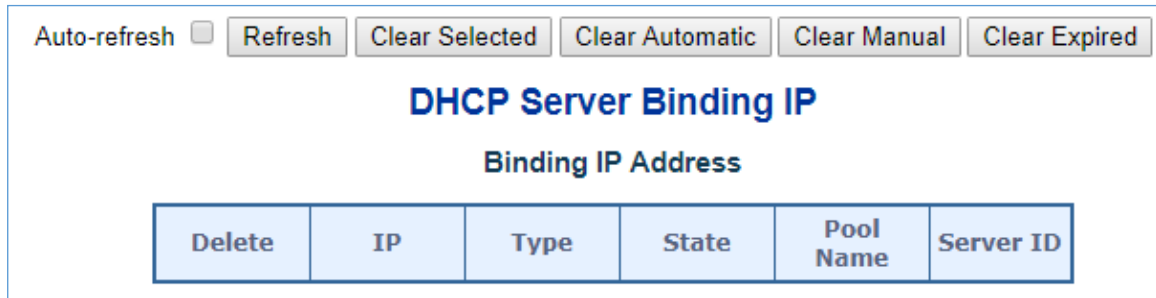 Auto-refresh Refresh Clear Selected Clear Automatic Clear Manual Clear Expired
DHCP Server Binding IP
Binding IP Address
Delete IP Type State Pool Name Server ID